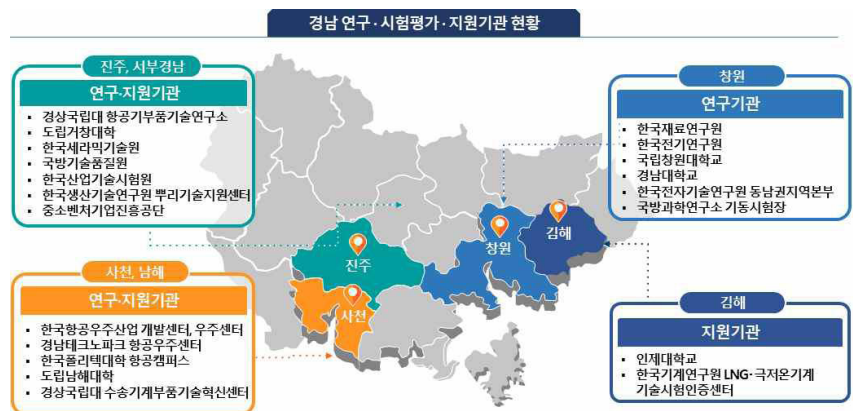 경남 연구·시험평가·지원기관 현황
진주, 서부경남
연구·지원기관
▪ 경상국립대 항공기부품기술연구소
▪ 도립거창대학
▪ 한국세라믹기술원
▪ 국방기술품질원
▪ 한국산업기술시험원
▪ 한국생산기술연구원 뿌리기술지원센터
▪ 중소벤처기업진흥공단
창원
연구기관
▪ 한국재료연구원
▪ 한국전기연구원
▪ 국립창원대학교
▪ 경남대학교
▪ 한국전자기술연구원 동남권지역본부
▪ 국방과학연구소 기동시험장
김해
창원
진주
사천
사천, 남해
연구·지원기관
▪ 한국항공우주산업 개발센터, 우주센터
▪ 경남테크노파크 항공우주센터
▪ 한국폴리텍대학 항공캠퍼스
▪ 도립남해대학
▪ 경상국립대 수송기계부품기술혁신센터
김해
지원기관
▪ 인제대학교
▪ 한국기계연구원 LNG·극저온기계
기술시험인증센터